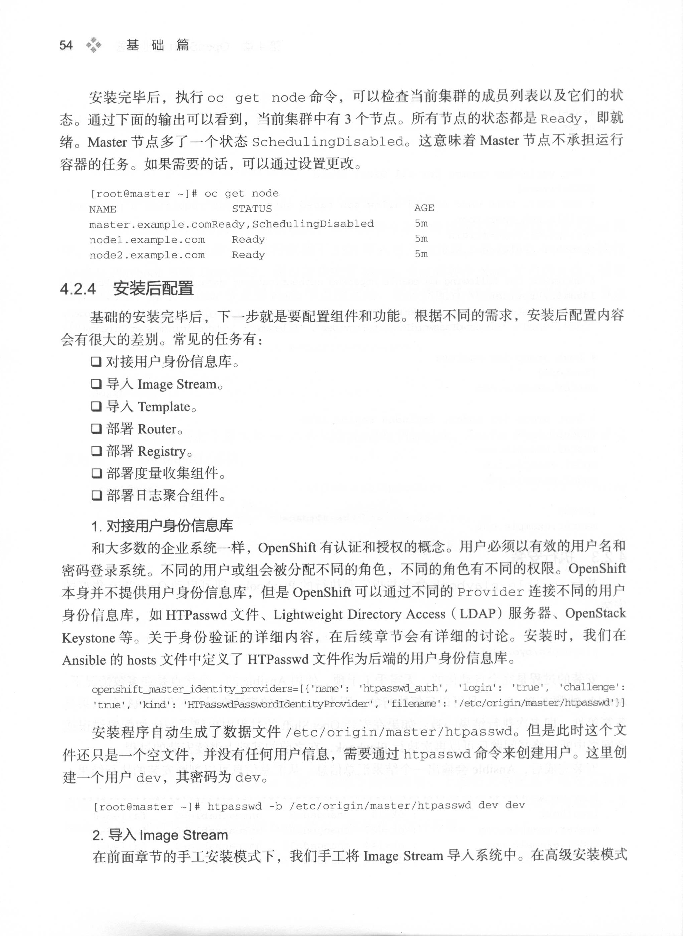 54 基 础 篇
安装完毕后，执行 oc get node 命令，可以检查当前集群的成员列表以及它们的状
态。通过下面的输出可以看到，当前集群中有 3 个节点。所有节点的状态都是 Ready，即就
绪。Master 节点多了一个状态 SchedulingDisabled。这意味着 Master 节点不承担运行
容器的任务。如果需要的话，可以通过设置更改。
[root@master ~]# oc get node
NAME STATUS AGE
master.example.comReady,SchedulingDisabled 5m
node1.example.com Ready 5m
node2.example.com Ready 5m
4.2.4 安装后配置
基础的安装完毕后，下一步就是要配置组件和功能。根据不同的需求，安装后配置内容
会有很大的差别。常见的任务有：
❑ 对接用户身份信息库。
❑ 导入 Image Stream。
❑ 导入 Template。
❑ 部署 Router。
❑ 部署 Registry。
❑ 部署度量收集组件。
❑ 部署日志聚合组件。
1. 对接用户身份信息库
和大多数的企业系统一样，OpenShift 有认证和授权的概念。用户必须以有效的用户名和
密码登录系统。不同的用户或组会被分配不同的角色，不同的角色有不同的权限。OpenShift
本身并不提供用户身份信息库，但是 OpenShift 可以通过不同的 Provider 连接不同的用户
身份信息库，如 HTPasswd 文件、Lightweight Directory Access（LDAP）服务器、OpenStack
Keystone 等。关于身份验证的详细内容，在后续章节会有详细的讨论。安装时，我们在
Ansible 的 hosts 文件中定义了 HTPasswd 文件作为后端的用户身份信息库。
openshift_master_identity_providers=[{'name': 'htpasswd_auth', 'login': 'true', 'challenge':
'true', 'kind': 'HTPasswdPasswordIdentityProvider', 'filename': '/etc/origin/master/htpasswd'}]
安装程序自动生成了数据文件 /etc/origin/master/htpasswd。但是此时这个文
件还只是一个空文件，并没有任何用户信息，需要通过 htpasswd 命令来创建用户。这里创
建一个用户 dev，其密码为 dev。
[root@master ~]# htpasswd -b /etc/origin/master/htpasswd dev dev
2. 导入 Image Stream
在前面章节的手工安装模式下，我们手工将 Image Stream 导入系统中。在高级安装模式